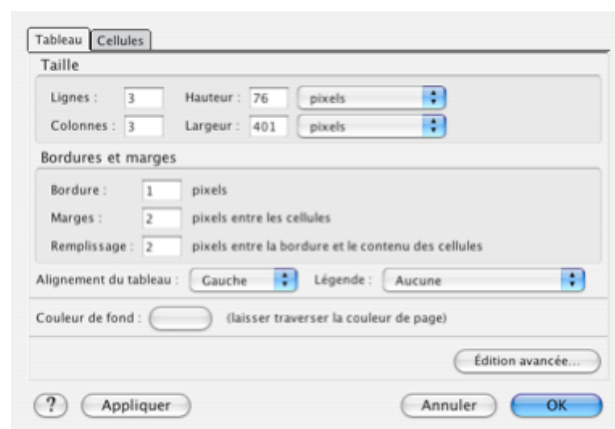 Tableau Cellules
Taille
Lignes : 3 Hauteur : 76 pixels
Colonnes : 3 Largeur : 401 pixels
Bordures et marges
Bordure : 1 pixels
Marges : 2 pixels entre les cellules
Remplissage : 2 pixels entre la bordure et le contenu des cellules
Alignement du tableau : Gauche Légende : Aucune
Couleur de fond : (laisser traverser la couleur de page)
Édition avancée...
? Appliquer Annuler OK